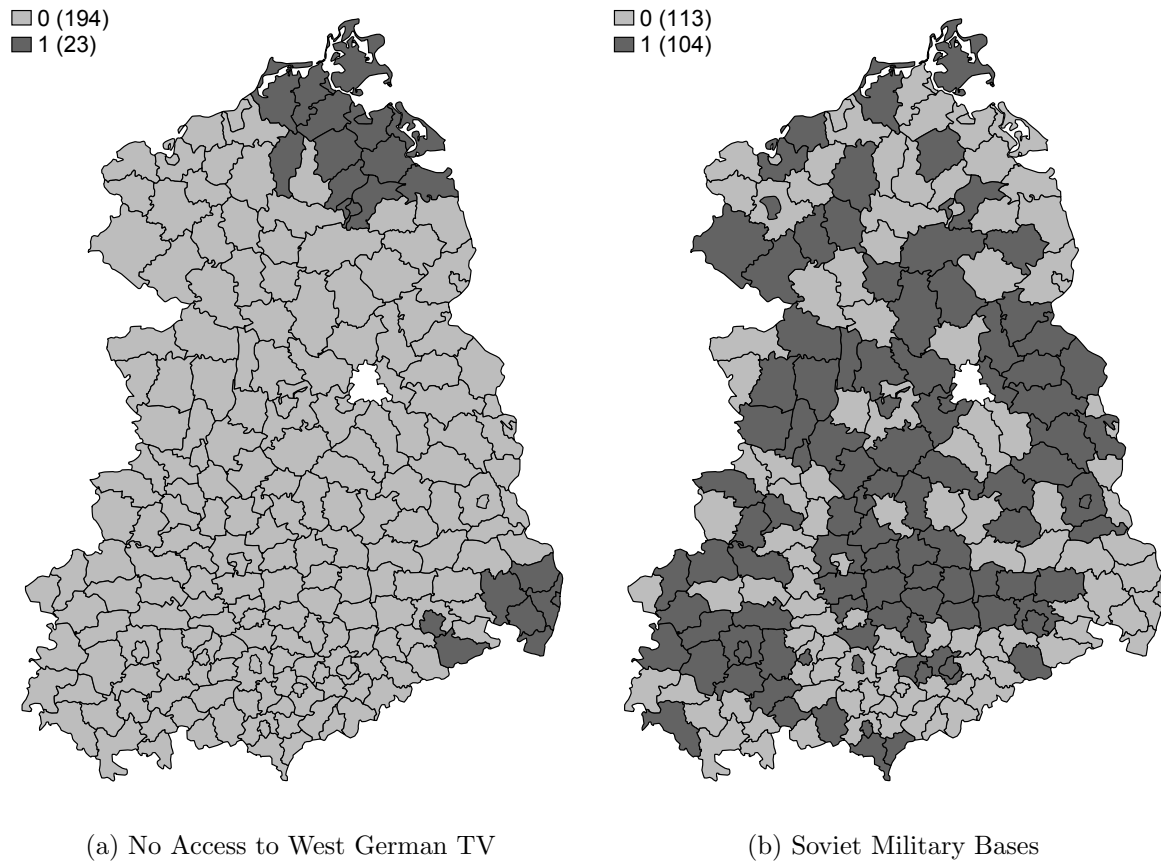 0 (194)
1 (23)
0 (113)
1 (104)
(a) No Access to West German TV
(b) Soviet Military Bases